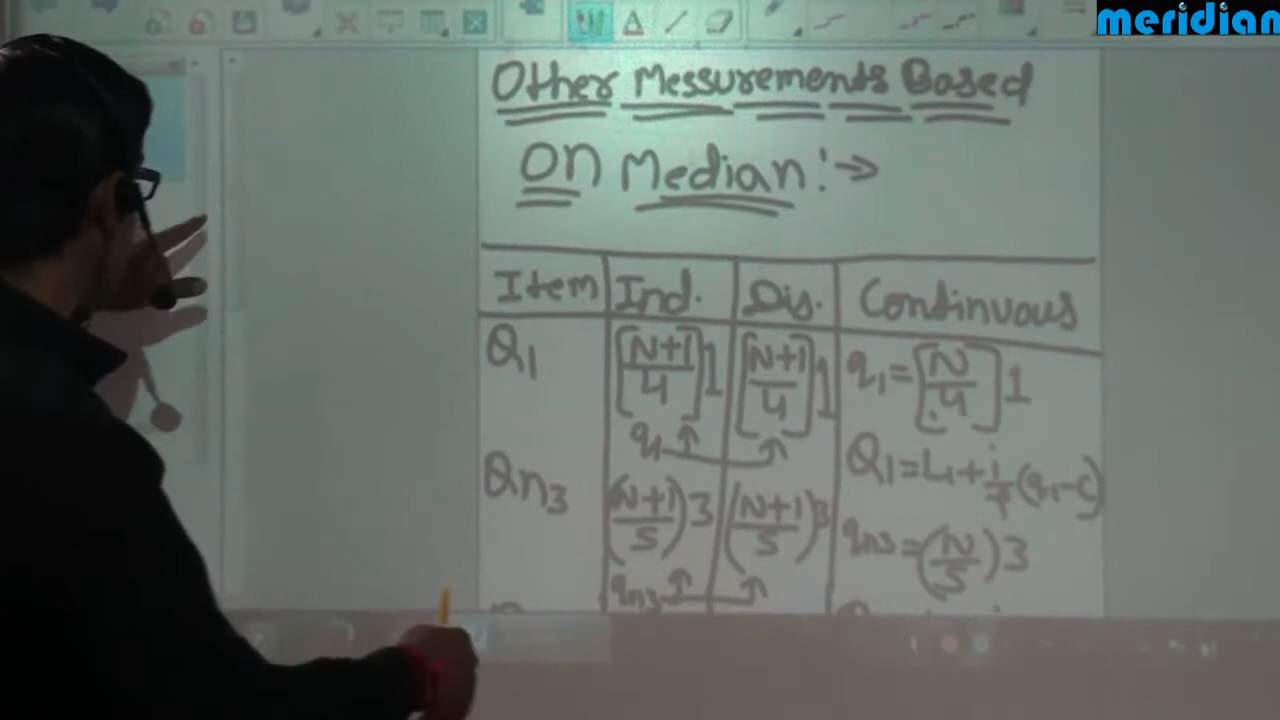 meridian
Other Messurements Based
ON Median :→
Item Ind. Dis. Continuous
Q1 [N+1/4]1 [N+1/4]1 q1=[N/4]1
q1
Q1=L1+i/f(q1-c)
Qn3 (N+1/5)3 (N+1/5)3 qn3=(N/5)3
qn3